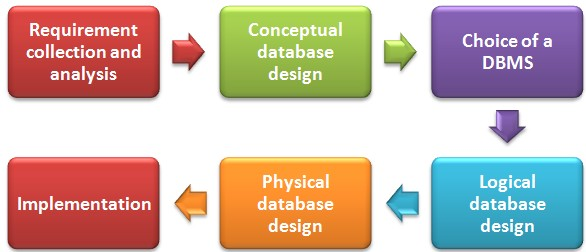 Requirement
collection and
analysis
Conceptual
database
design
Choice of a
DBMS
Logical
database
design
Physical
database
design
Implementation